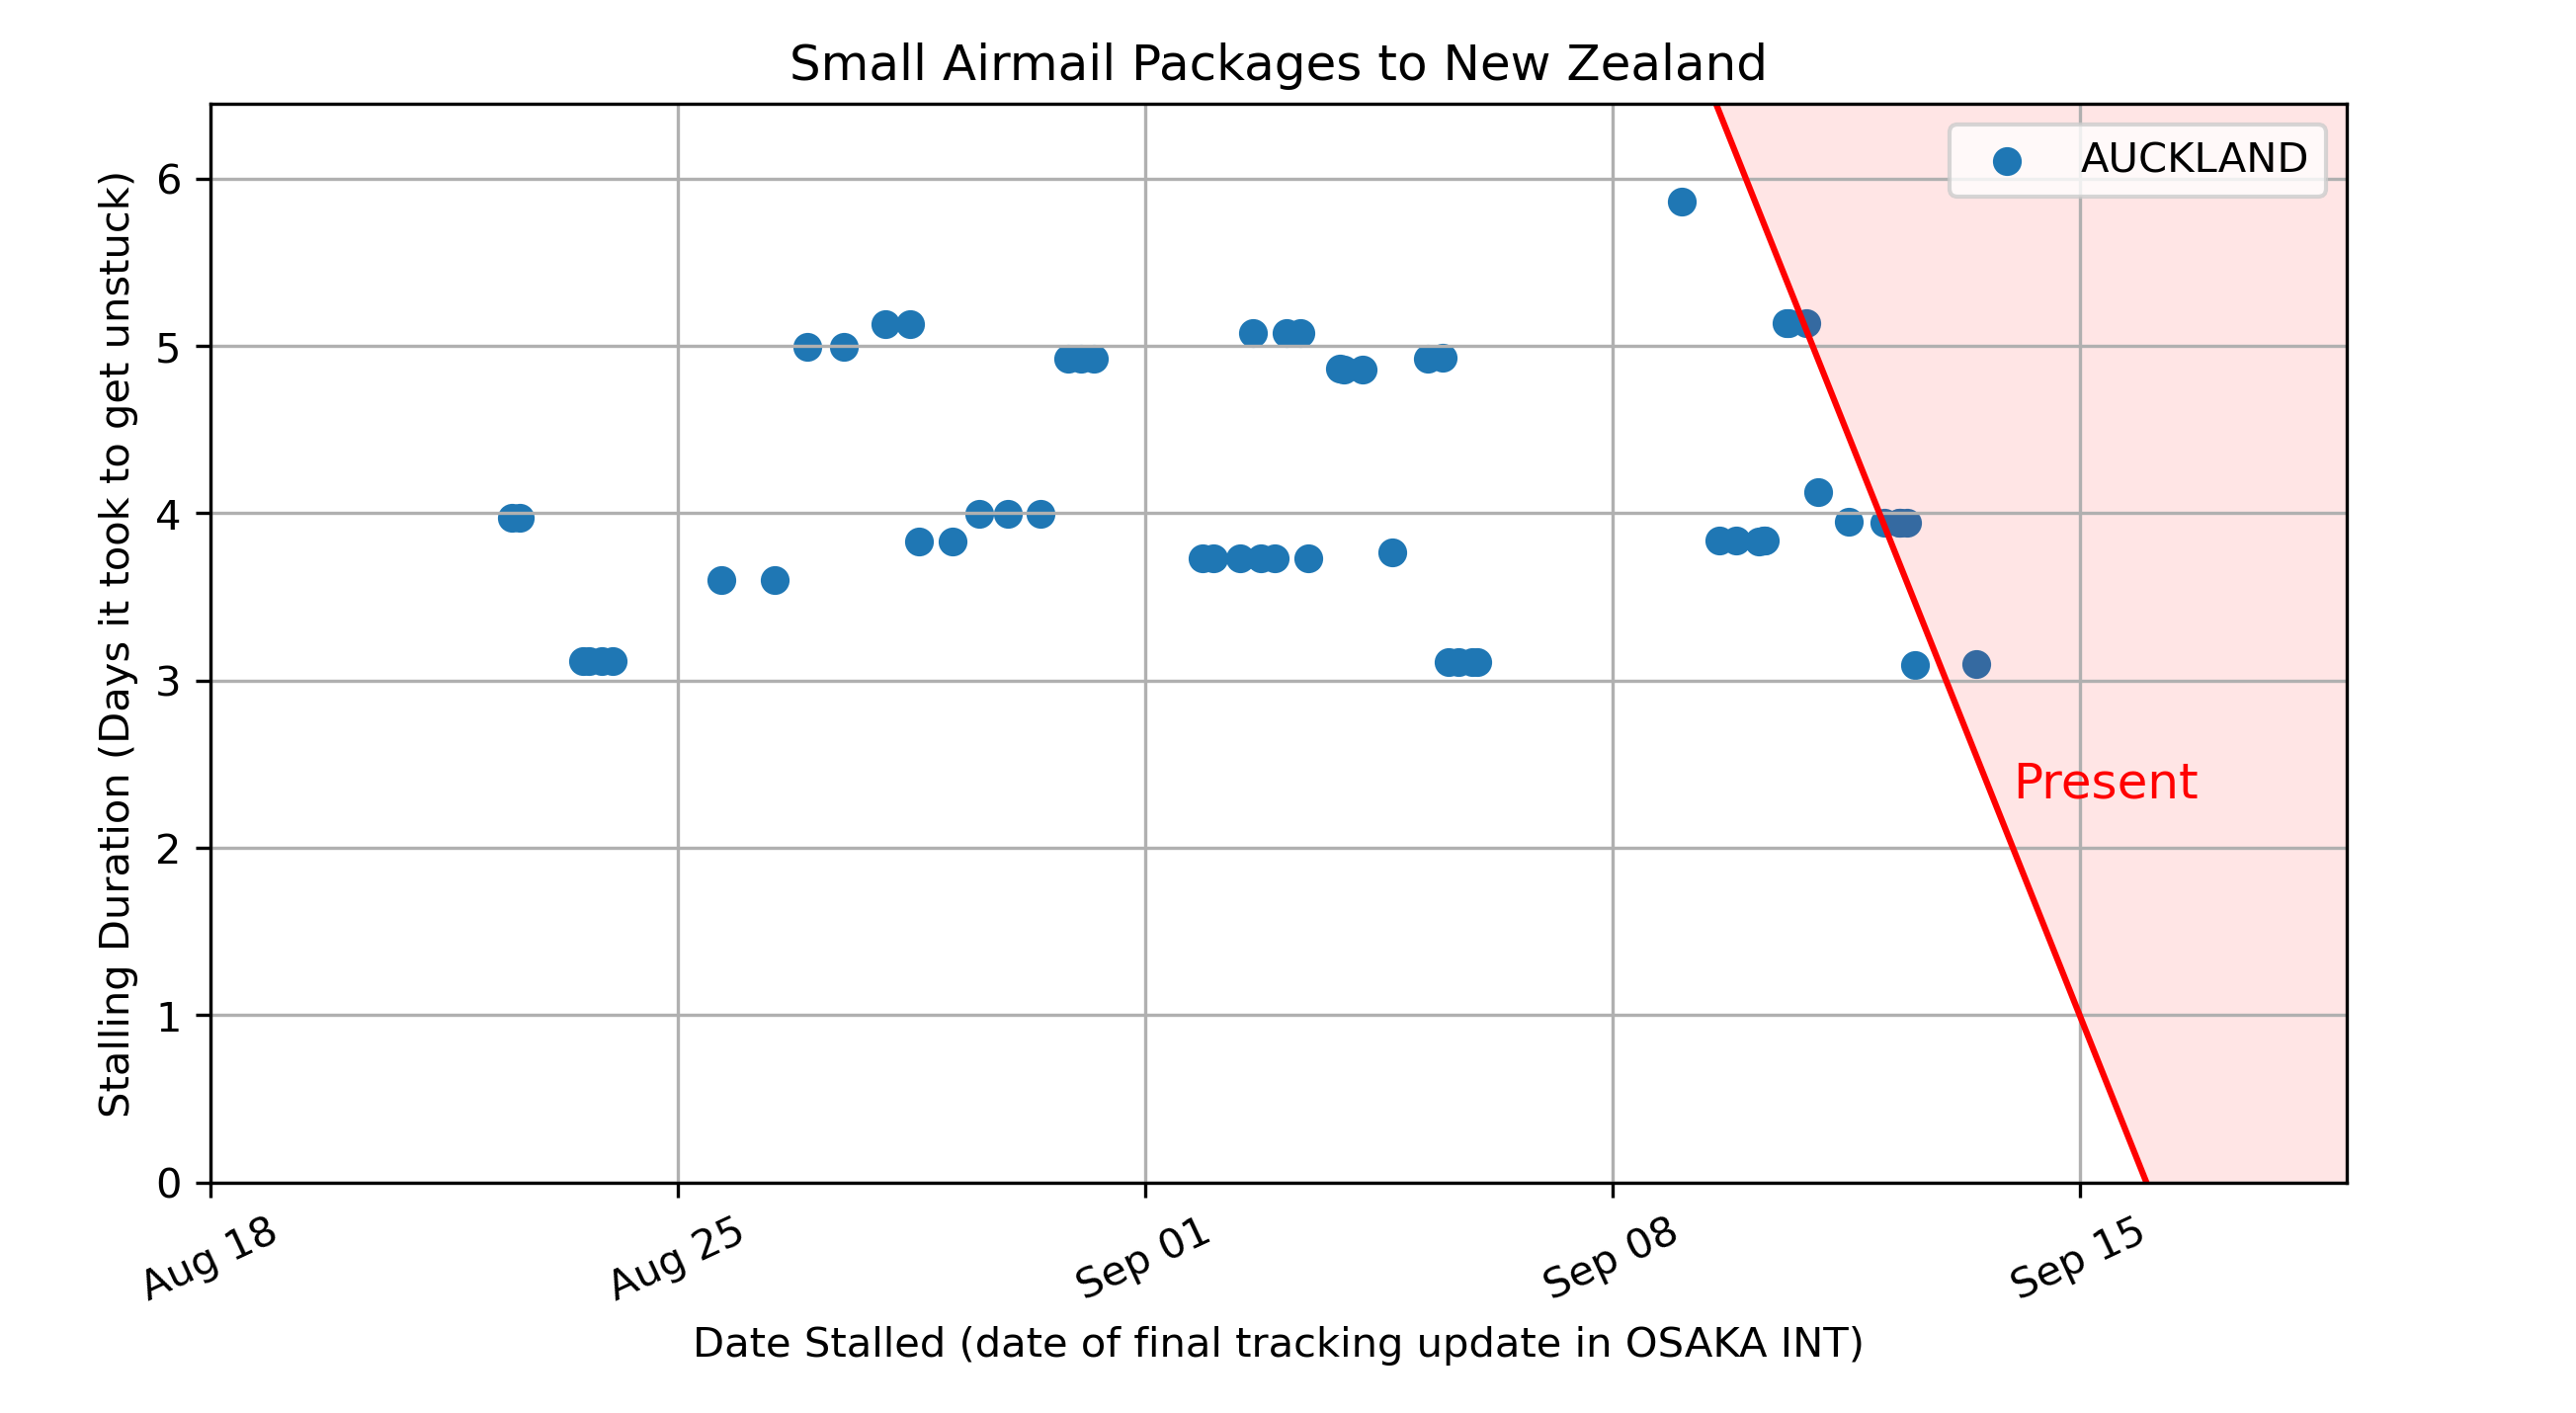 Small Airmail Packages to New Zealand
AUCKLAND
Stalling Duration (Days it took to get unstuck)
6
5
4
3
2
1
0
Present
Aug 18
Aug 25
Sep 01
Sep 08
Sep 15
Date Stalled (date of final tracking update in OSAKA INT)